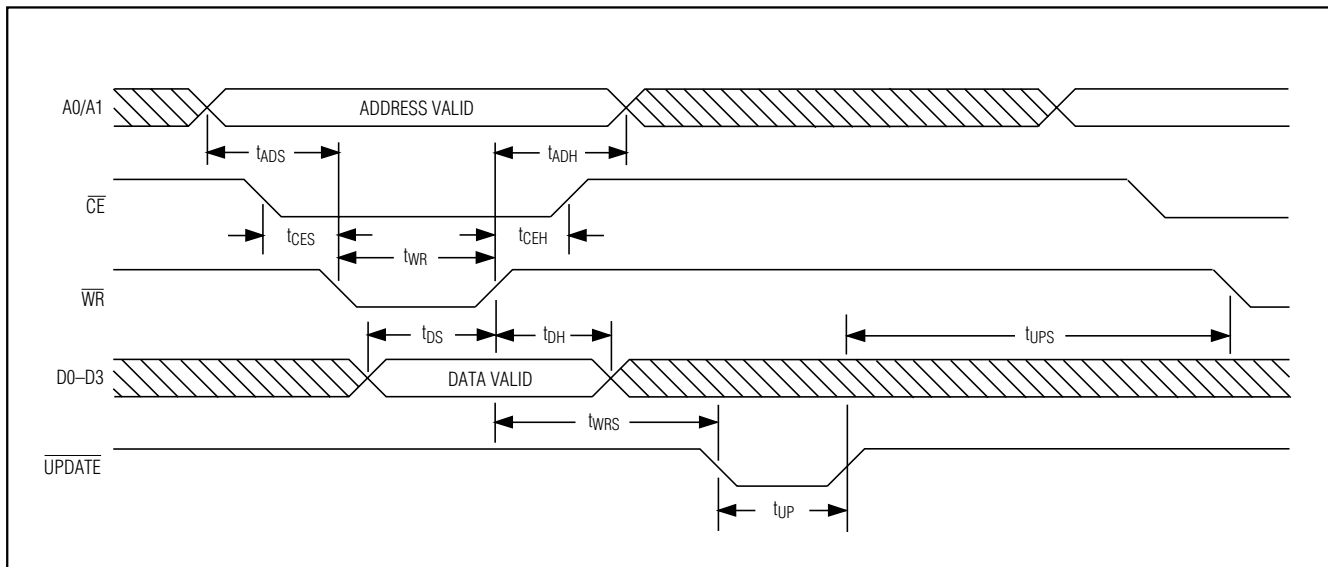 A0/A1
ADDRESS VALID
tADS
tADH
CE
tCES
tCEH
tWR
WR
tDS
tDH
tUPS
D0–D3
DATA VALID
tWRS
UPDATE
tUP